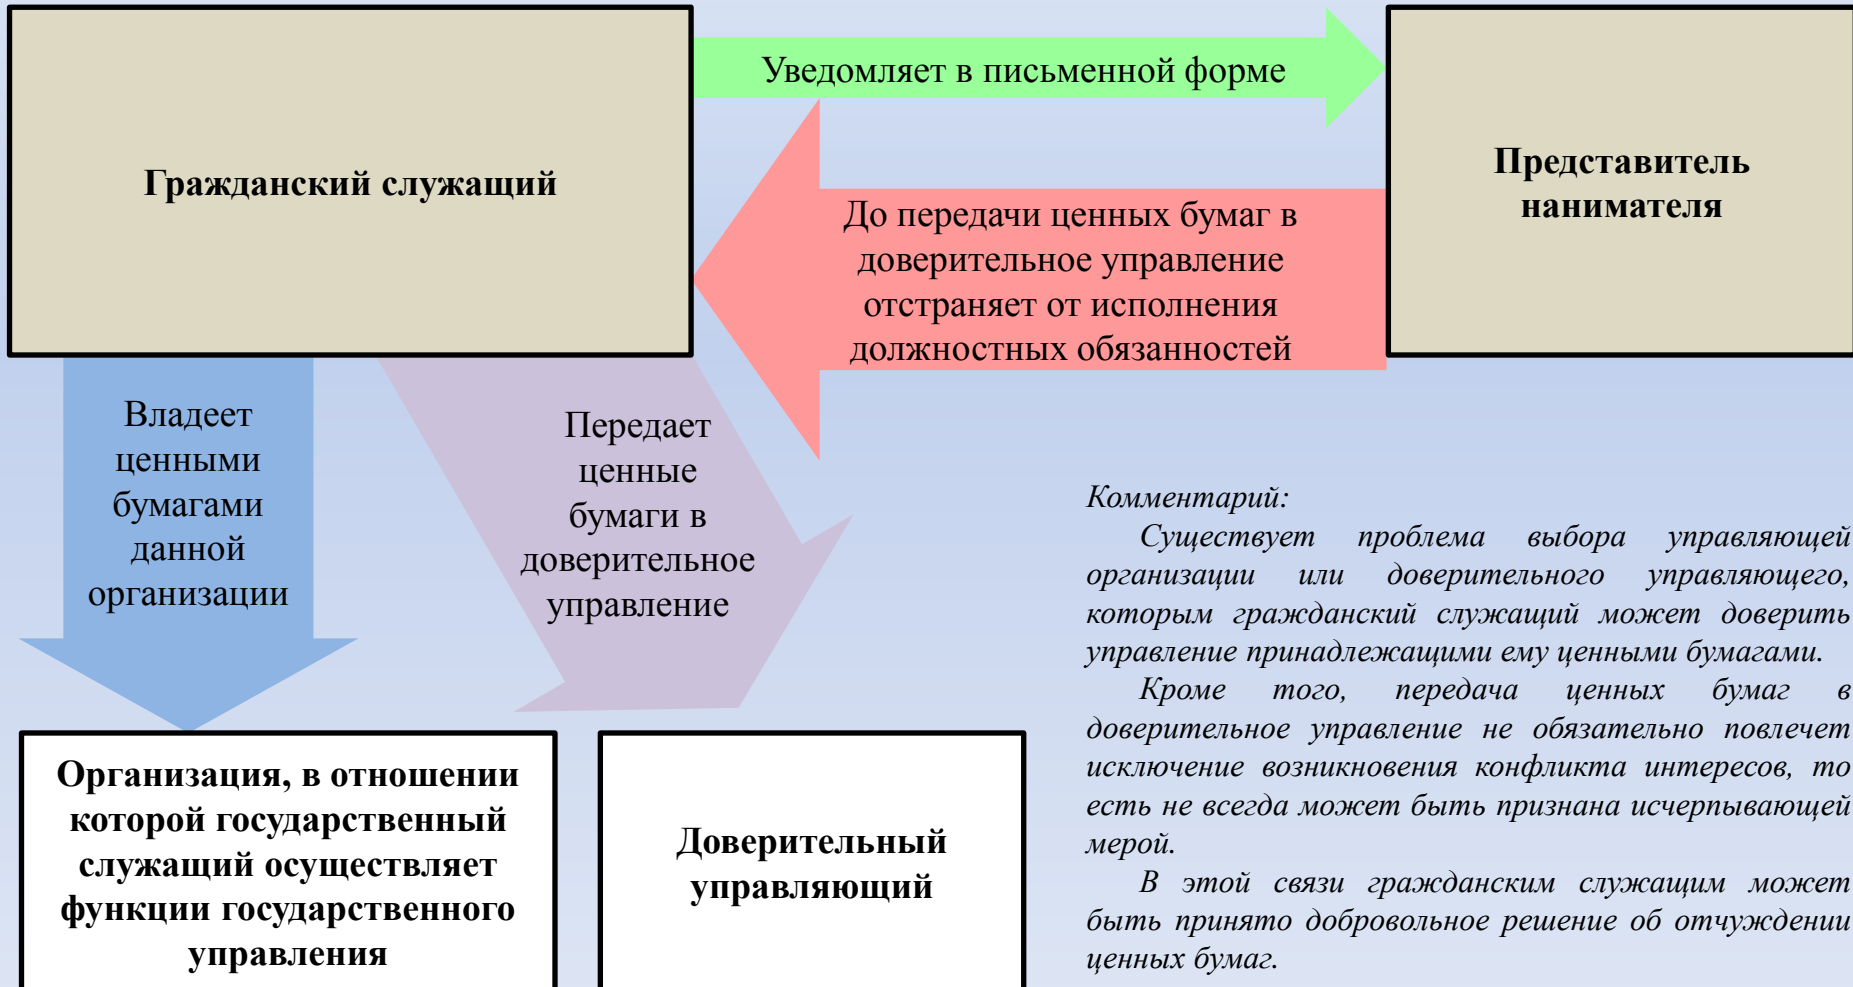 Уведомляет в письменной форме
Гражданский служащий
Представитель
нанимателя
До передачи ценных бумаг в
доверительное управление
отстраняет от исполнения
должностных обязанностей
Владеет
ценными
бумагами
данной
организации
Передает
ценные
бумаги в
доверительное
управление
Комментарий:
Существует проблема выбора управляющей
организации или доверительного управляющего,
которым гражданский служащий может доверить
управление принадлежащими ему ценными бумагами.
Кроме того, передача ценных бумаг в
доверительное управление не обязательно повлечет
исключение возникновения конфликта интересов, то
есть не всегда может быть признана исчерпывающей
мерой.
В этой связи гражданским служащим может
быть принято добровольное решение об отчуждении
ценных бумаг.
Организация, в отношении
которой государственный
служащий осуществляет
функции государственного
управления
Доверительный
управляющий